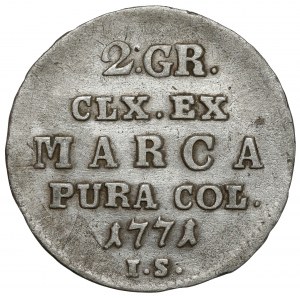 2.GR.
CLX.EX
MARCA
PURA COL.
1771
I.S.